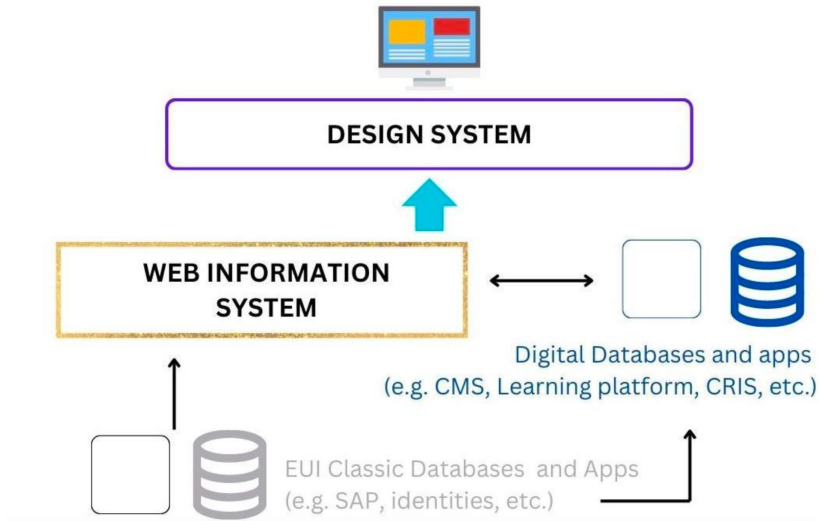 DESIGN SYSTEM
WEB INFORMATION
SYSTEM
Digital Databases and apps
(e.g. CMS, Learning platform, CRIS, etc.)
EUI Classic Databases and Apps
(e.g. SAP, identities, etc.)